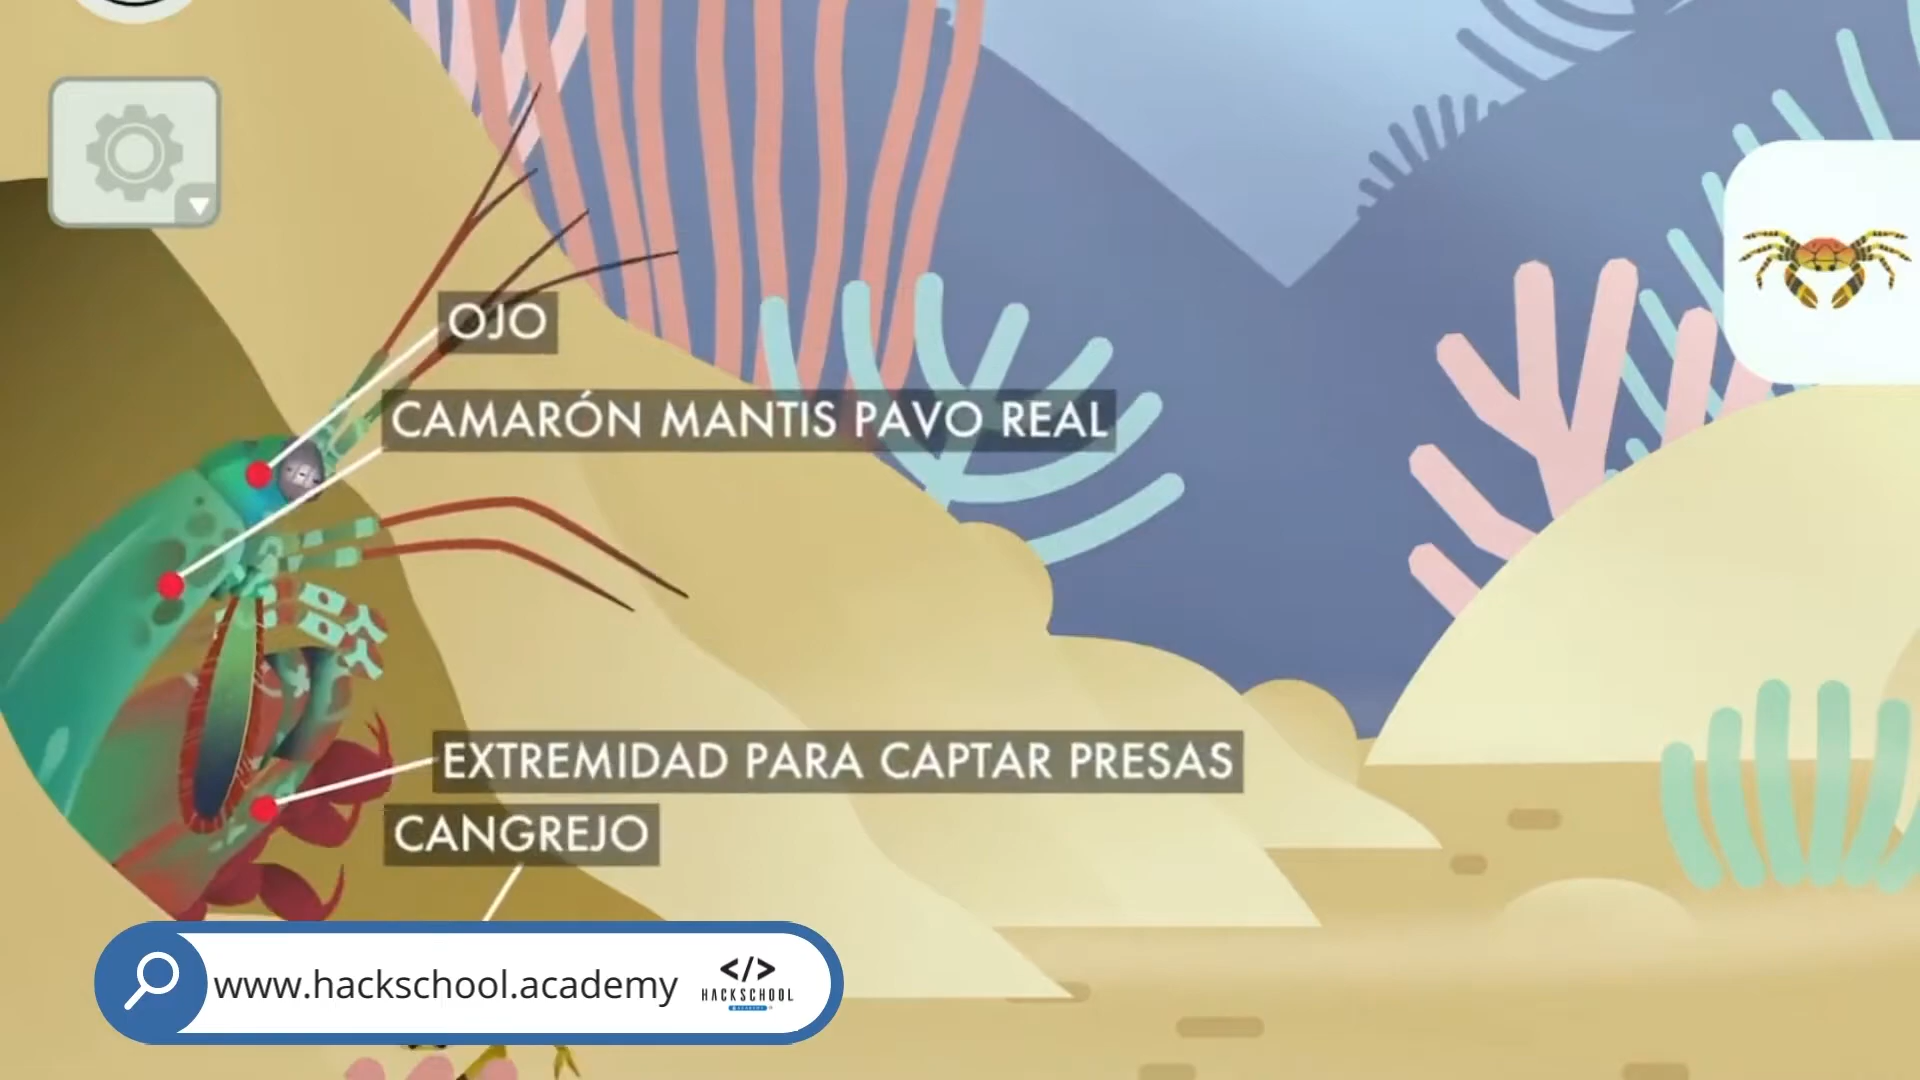 OJO
CAMARÓN MANTIS PAVO REAL
EXTREMIDAD PARA CAPTAR PRESAS
CANGREJO
www.hackschool.academy
</>
HACKSCHOOL